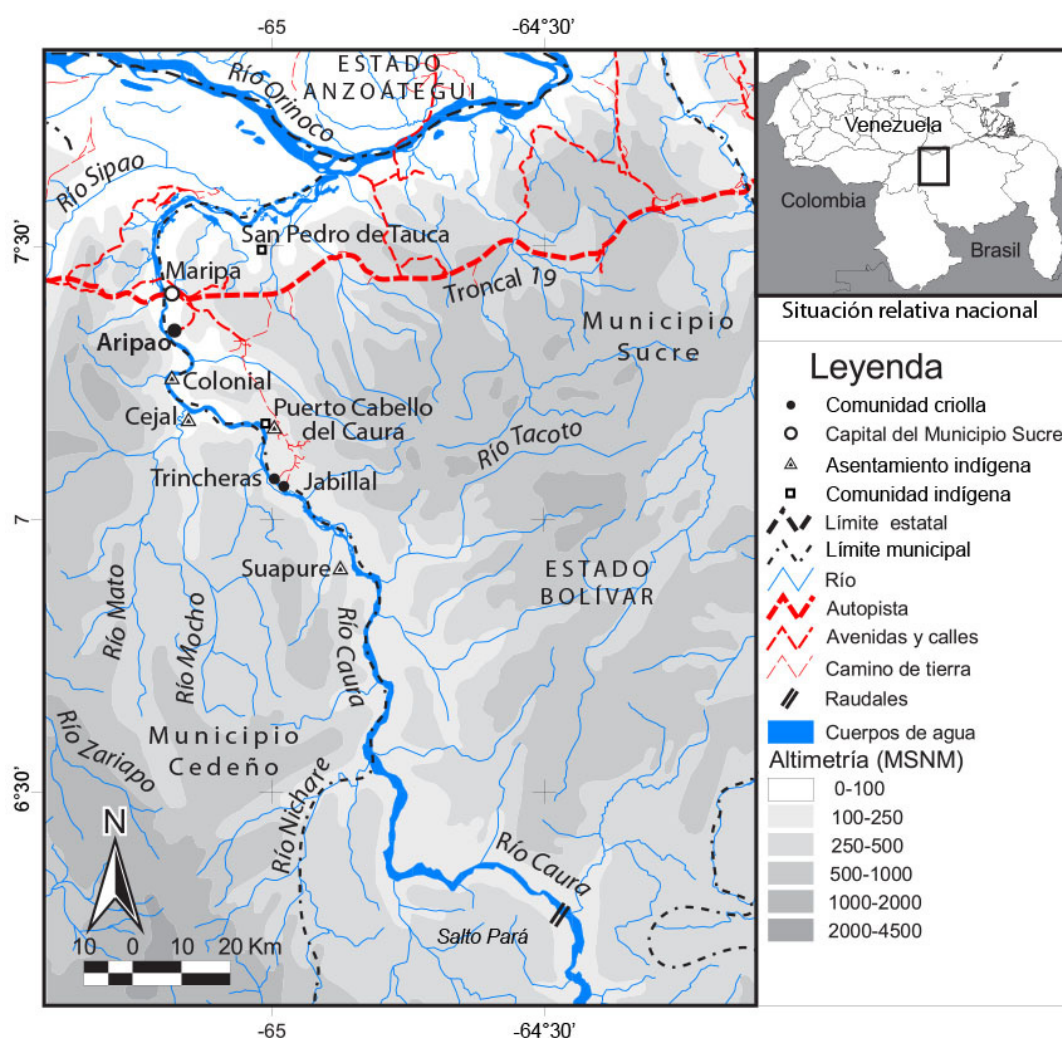 -65
-64°30'
7°30'
7
6°30'
-65
-64°30'
ESTADO
ANZOÁTEGUI
Río Orinoco
Río Sipao
San Pedro de Tauca
Maripa
Troncal 19
Municipio
Sucre
Aripao
Colonial
Cejal
Puerto Cabello
del Caura
Río Tacoto
Trincheras
Jabillal
Suapure
ESTADO
BOLÍVAR
Río Mato
Río Mocho
Río Caura
Río Zariapo
Municipio
Cedeño
Río Nichare
Río Caura
Salto Pará
N
10 0 10 20 Km
Venezuela
Colombia
Brasil
Situación relativa nacional
Leyenda
Comunidad criolla
Capital del Municipio Sucre
Asentamiento indígena
Comunidad indígena
Límite estatal
Límite municipal
Río
Autopista
Avenidas y calles
Camino de tierra
Raudales
Cuerpos de agua
Altimetría (MSNM)
0-100
100-250
250-500
500-1000
1000-2000
2000-4500